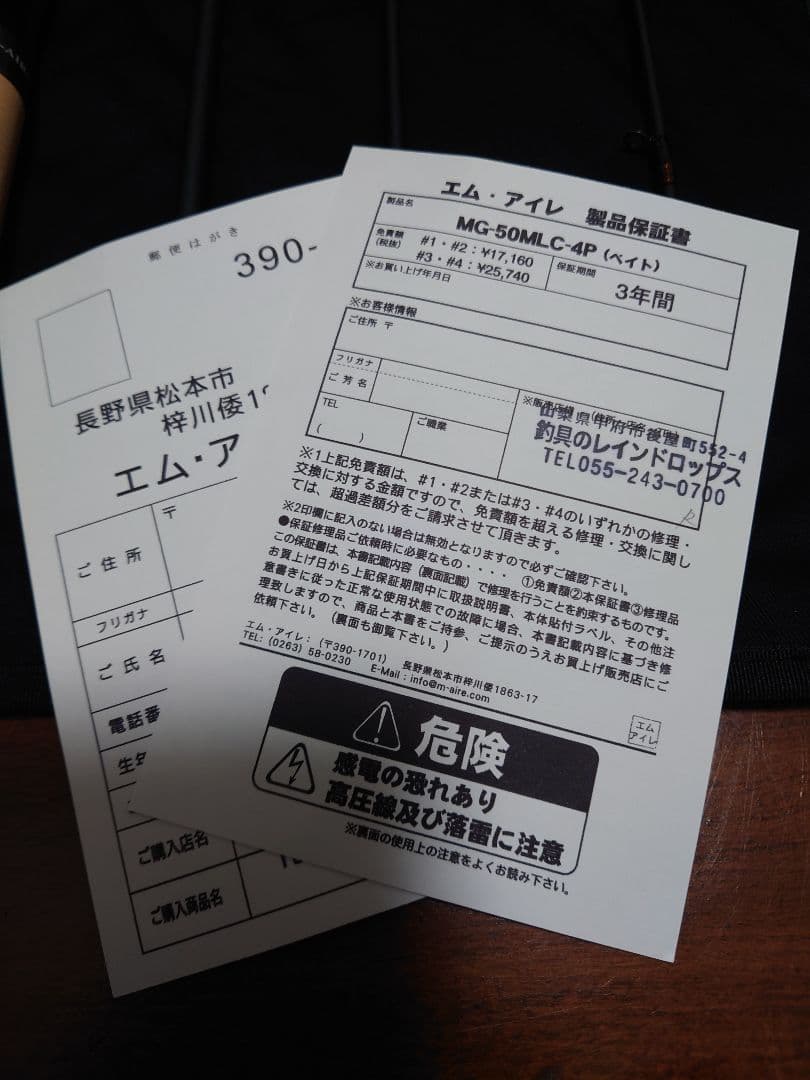 エム・アイレ 製品保証書
製品名
MG-50MLC-4P (ベイト)
免責額
(税抜)
#1・#2:¥17,160
#3・#4:¥25,740
保証期間
3年間
※お買い上げ年月日
※お客様情報
ご住所 〒
フリガナ
ご芳名
TEL
( )
ご職業
※販売店様
山梨県甲府市後屋町552-4
釣具のレインドロップス
TEL055-243-0700
※1上記免責額は、#1・#2または#3・#4のいずれかの修理・
交換に対する金額ですので、免責額を超える修理・交換に関し
ては、超過差額分をご請求させて頂きます。
※2印欄に記入のない場合は無効となりますので必ずご確認下さい。
●保証修理品ご依頼時に必要なもの・・・・ ①免責額②本保証書③修理品
この保証書は、本書記載内容(裏面記載)で修理を行うことを約束するものです。
お買上げ日から上記保証期間中に取扱説明書、本体貼付ラベル、その他注
意書きに従った正常な使用状態での故障に場合、本書記載内容に基づき修
理致しますので、商品と本書をご持参、ご提示のうえお買上げ販売店にご
依頼下さい。(裏面も御覧下さい。)
エム・アイレ:(〒390-1701) 長野県松本市梓川倭1863-17
TEL: (0263) 58-0230 E-Mail : info@m-aire.com
エム
アイレ
危険
感電の恐れあり
高圧線及び落雷に注意
※裏面の使用上の注意をよくお読み下さい。
郵便はがき
390-
長野県松本市
梓川倭1
エム・ア
ご住所
〒
フリガナ
ご氏名
電話番
生年
ご購入店名
ご購入商品名